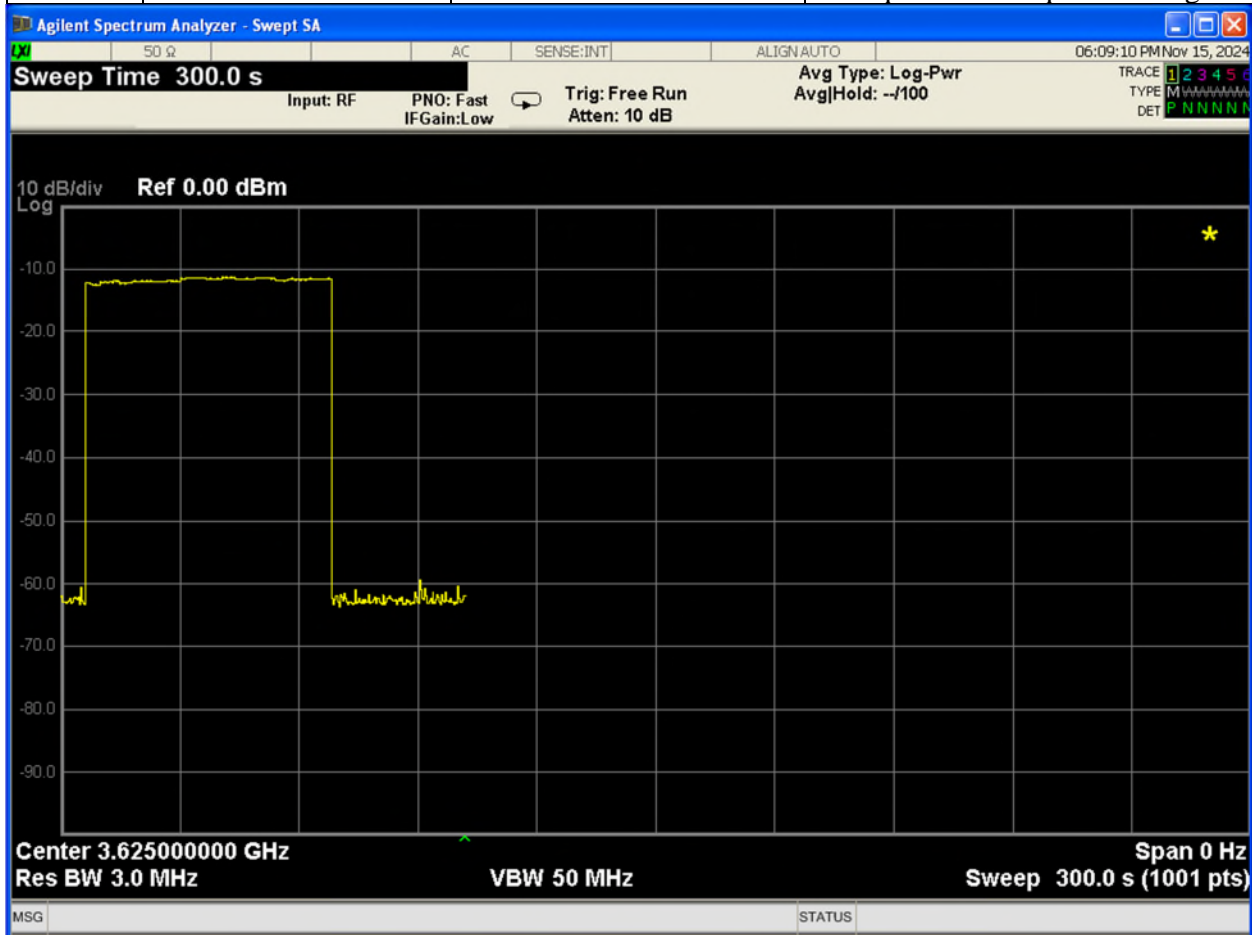 Agilent Spectrum Analyzer - Swept SA
LXI 50 Ω AC SENSE:INT ALIGNAUTO 06:09:10 PM Nov 15, 2024
Sweep Time 300.0 s
Input: RF PNO: Fast IFGain:Low
Trig: Free Run
Atten: 10 dB
Avg Type: Log-Pwr
Avg|Hold: --/100
TRACE 1 2 3 4 5 6
TYPE M
DET P N N N N N
10 dB/div Ref 0.00 dBm
Log
-10.0
-20.0
-30.0
-40.0
-50.0
-60.0
-70.0
-80.0
-90.0
Center 3.625000000 GHz Span 0 Hz
Res BW 3.0 MHz VBW 50 MHz Sweep 300.0 s (1001 pts)
MSG STATUS